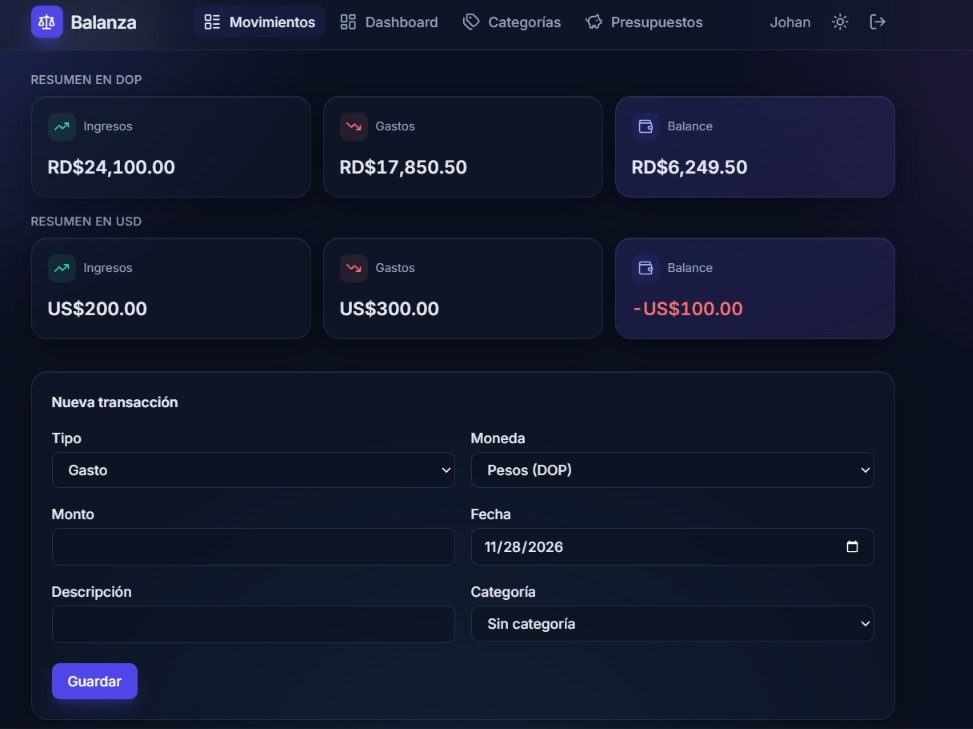 Balanza Movimientos Dashboard Categorías Presupuestos Johan
RESUMEN EN DOP
Ingresos Gastos Balance
RD$24,100.00 RD$17,850.50 RD$6,249.50
RESUMEN EN USD
Ingresos Gastos Balance
US$200.00 US$300.00 -US$100.00
Nueva transacción
Tipo Moneda
Gasto Pesos (DOP)
Monto Fecha
11/28/2026
Descripción Categoría
Sin categoría
Guardar